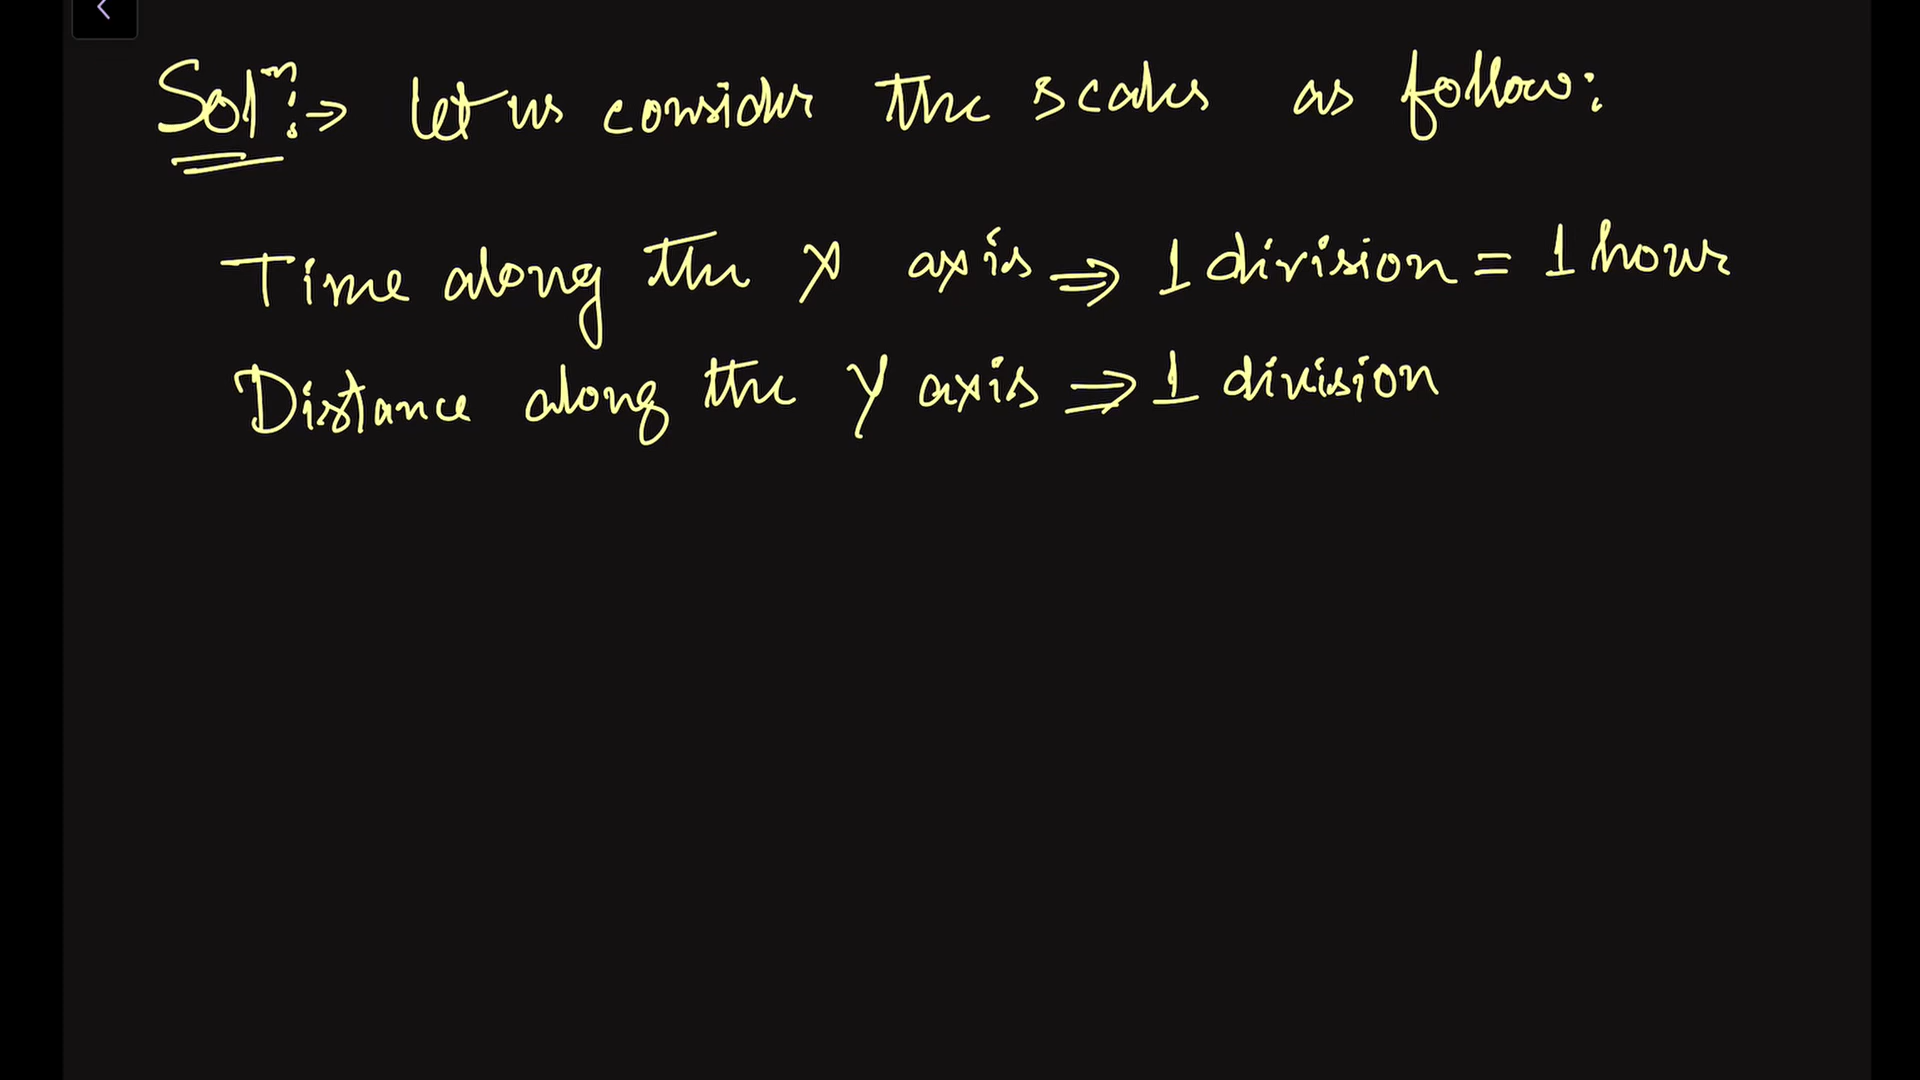 Solⁿ:→ let us consider the scales as follow:
Time along the X axis ⇒ 1 division = 1 hour
Distance along the Y axis ⇒ 1 division